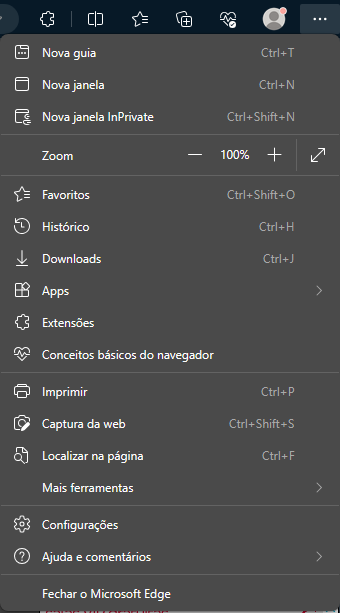 Nova guia Ctrl+T
Nova janela Ctrl+N
Nova janela InPrivate Ctrl+Shift+N
Zoom 100%
Favoritos Ctrl+Shift+O
Histórico Ctrl+H
Downloads Ctrl+J
Apps
Extensões
Conceitos básicos do navegador
Imprimir Ctrl+P
Captura da web Ctrl+Shift+S
Localizar na página Ctrl+F
Mais ferramentas
Configurações
Ajuda e comentários
Fechar o Microsoft Edge